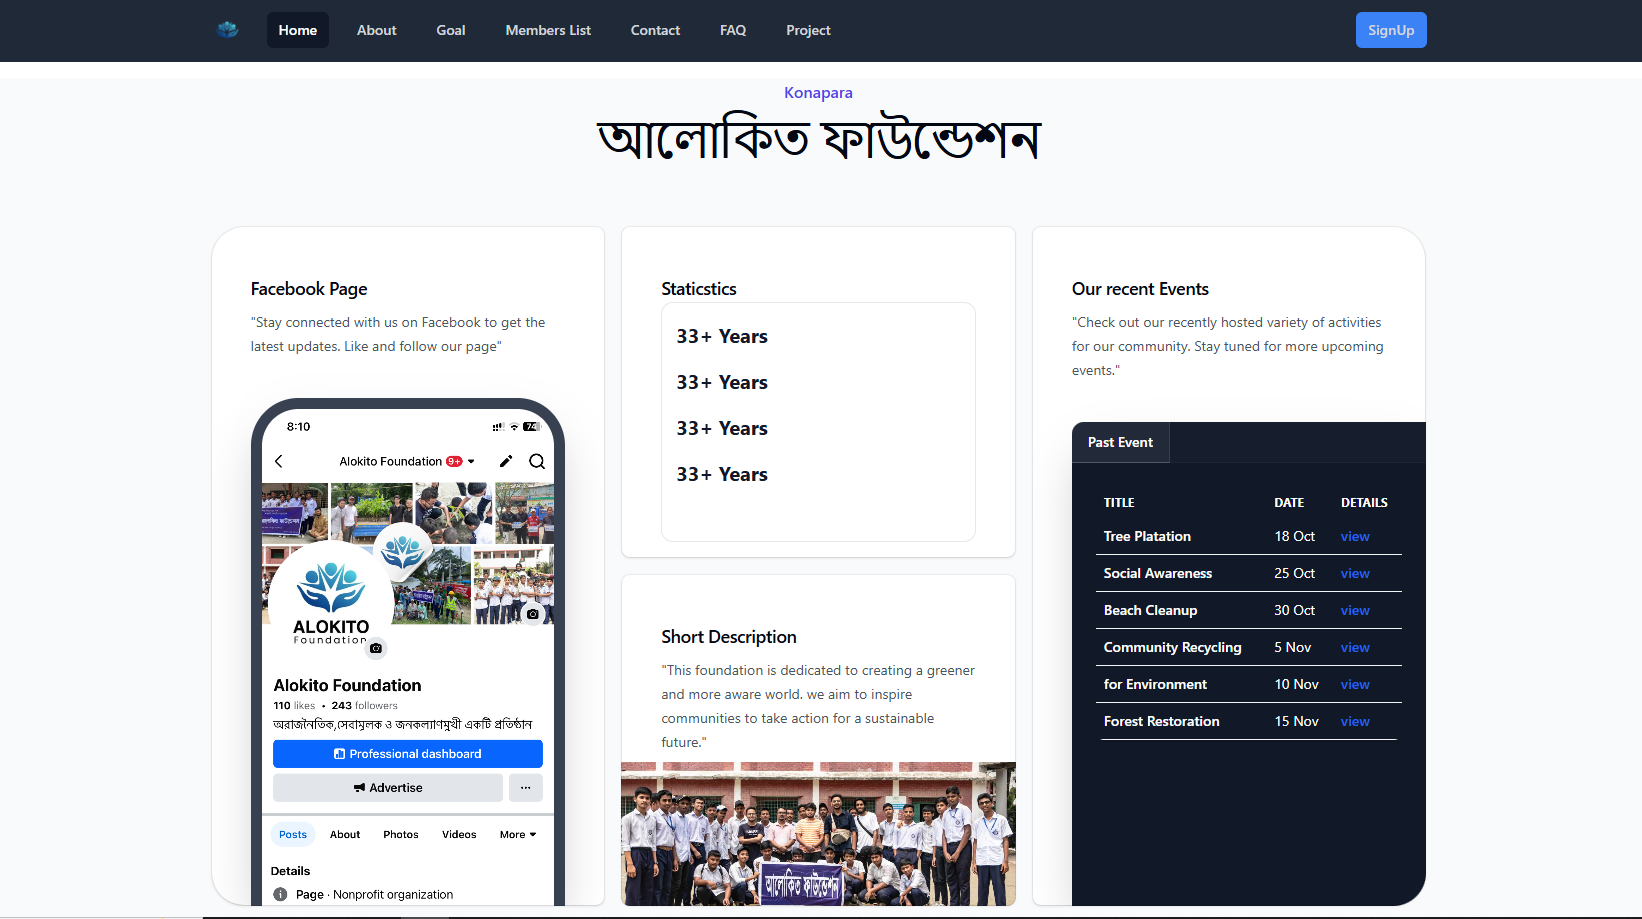 Home
About
Goal
Members List
Contact
FAQ
Project
SignUp
Konapara
আলোকিত ফাউন্ডেশন
Facebook Page
"Stay connected with us on Facebook to get the
latest updates. Like and follow our page"
8:10
74
Alokito Foundation 9+
ALOKITO
Foundation
Alokito Foundation
110 likes • 243 followers
অরাজনৈতিক,সেবামূলক ও জনকল্যাণমুখী একটি প্রতিষ্ঠান
Professional dashboard
Advertise
...
Posts
About
Photos
Videos
More
Details
Page · Nonprofit organization
Staticstics
33+ Years
33+ Years
33+ Years
33+ Years
Short Description
"This foundation is dedicated to creating a greener
and more aware world. we aim to inspire
communities to take action for a sustainable
future."
আলোকিত ফাউন্ডেশন
Our recent Events
"Check out our recently hosted variety of activities
for our community. Stay tuned for more upcoming
events."
Past Event
TITLE DATE DETAILS
Tree Platation 18 Oct view
Social Awareness 25 Oct view
Beach Cleanup 30 Oct view
Community Recycling 5 Nov view
for Environment 10 Nov view
Forest Restoration 15 Nov view